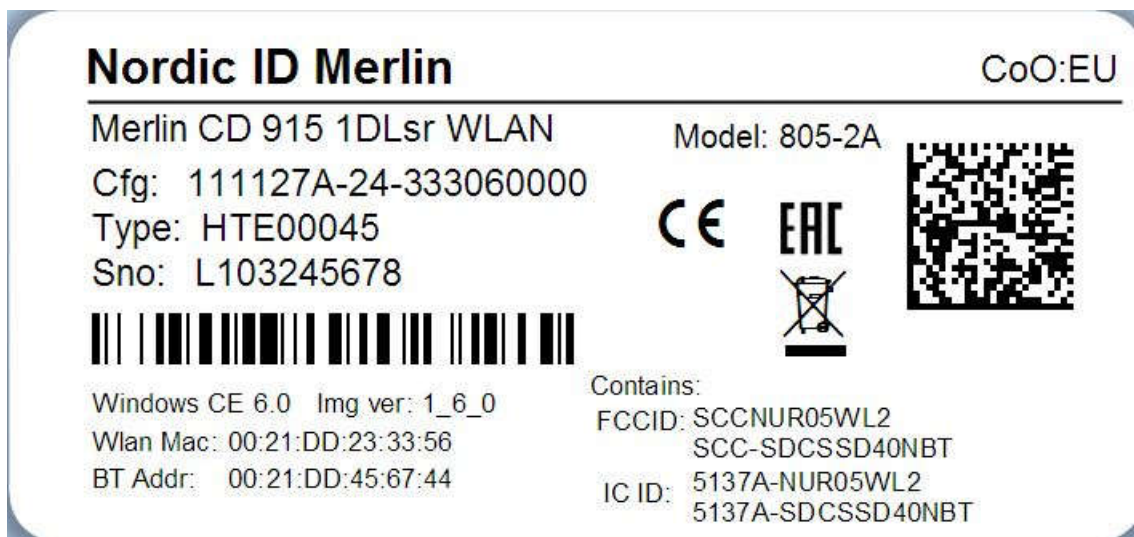 Nordic ID Merlin
CoO:EU
Merlin CD 915 1DLsr WLAN
Model: 805-2A
Cfg: 111127A-24-333060000
Type: HTE00045
Sno: L103245678
CE
EAC
Windows CE 6.0 Img ver: 1_6_0
Wlan Mac: 00:21:DD:23:33:56
BT Addr: 00:21:DD:45:67:44
Contains:
FCCID: SCCNUR05WL2
SCC-SDCSSD40NBT
IC ID: 5137A-NUR05WL2
5137A-SDCSSD40NBT